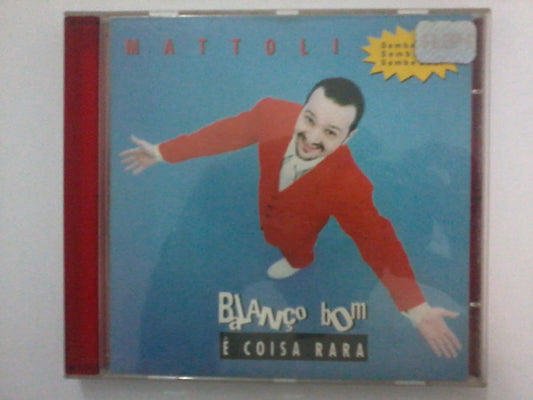 MATTOLI
BaLANço bom
É COISA RARA